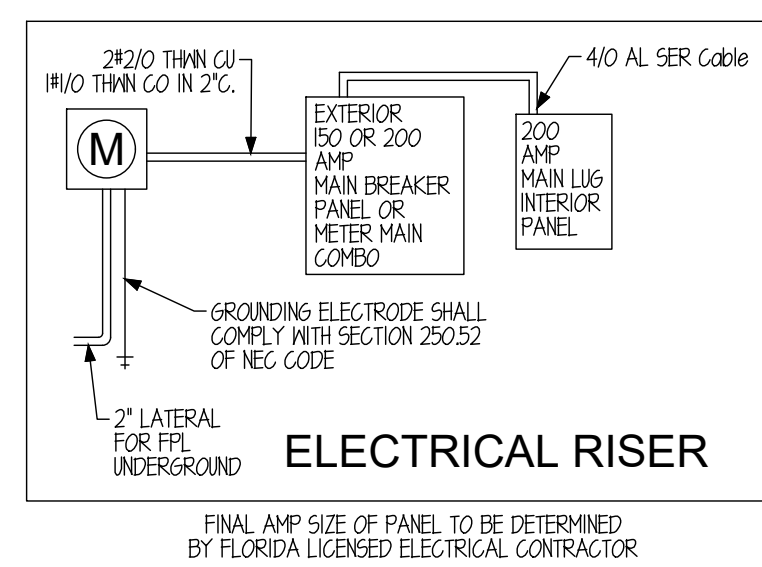 2#2/0 THWN CU
1#1/0 THWN CO IN 2"C.
4/0 AL SER Cable
M
EXTERIOR
150 OR 200
AMP
MAIN BREAKER
PANEL OR
METER MAIN
COMBO
200
AMP
MAIN LUG
INTERIOR
PANEL
GROUNDING ELECTRODE SHALL
COMPLY WITH SECTION 250.52
OF NEC CODE
2" LATERAL
FOR FPL
UNDERGROUND
ELECTRICAL RISER
FINAL AMP SIZE OF PANEL TO BE DETERMINED
BY FLORIDA LICENSED ELECTRICAL CONTRACTOR